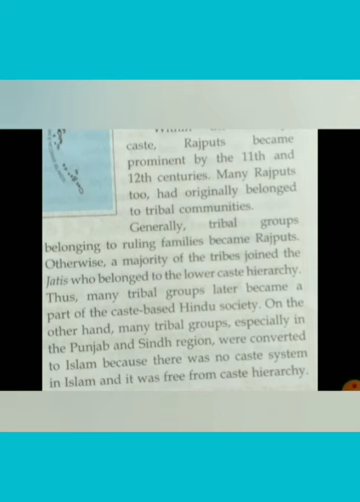 caste, Rajputs became
prominent by the 11th and
12th centuries. Many Rajputs
too, had originally belonged
to tribal communities.
Generally, tribal groups
belonging to ruling families became Rajputs.
Otherwise, a majority of the tribes joined the
Jatis who belonged to the lower caste hierarchy.
Thus, many tribal groups later became a
part of the caste-based Hindu society. On the
other hand, many tribal groups, especially in
the Punjab and Sindh region, were converted
to Islam because there was no caste system
in Islam and it was free from caste hierarchy.